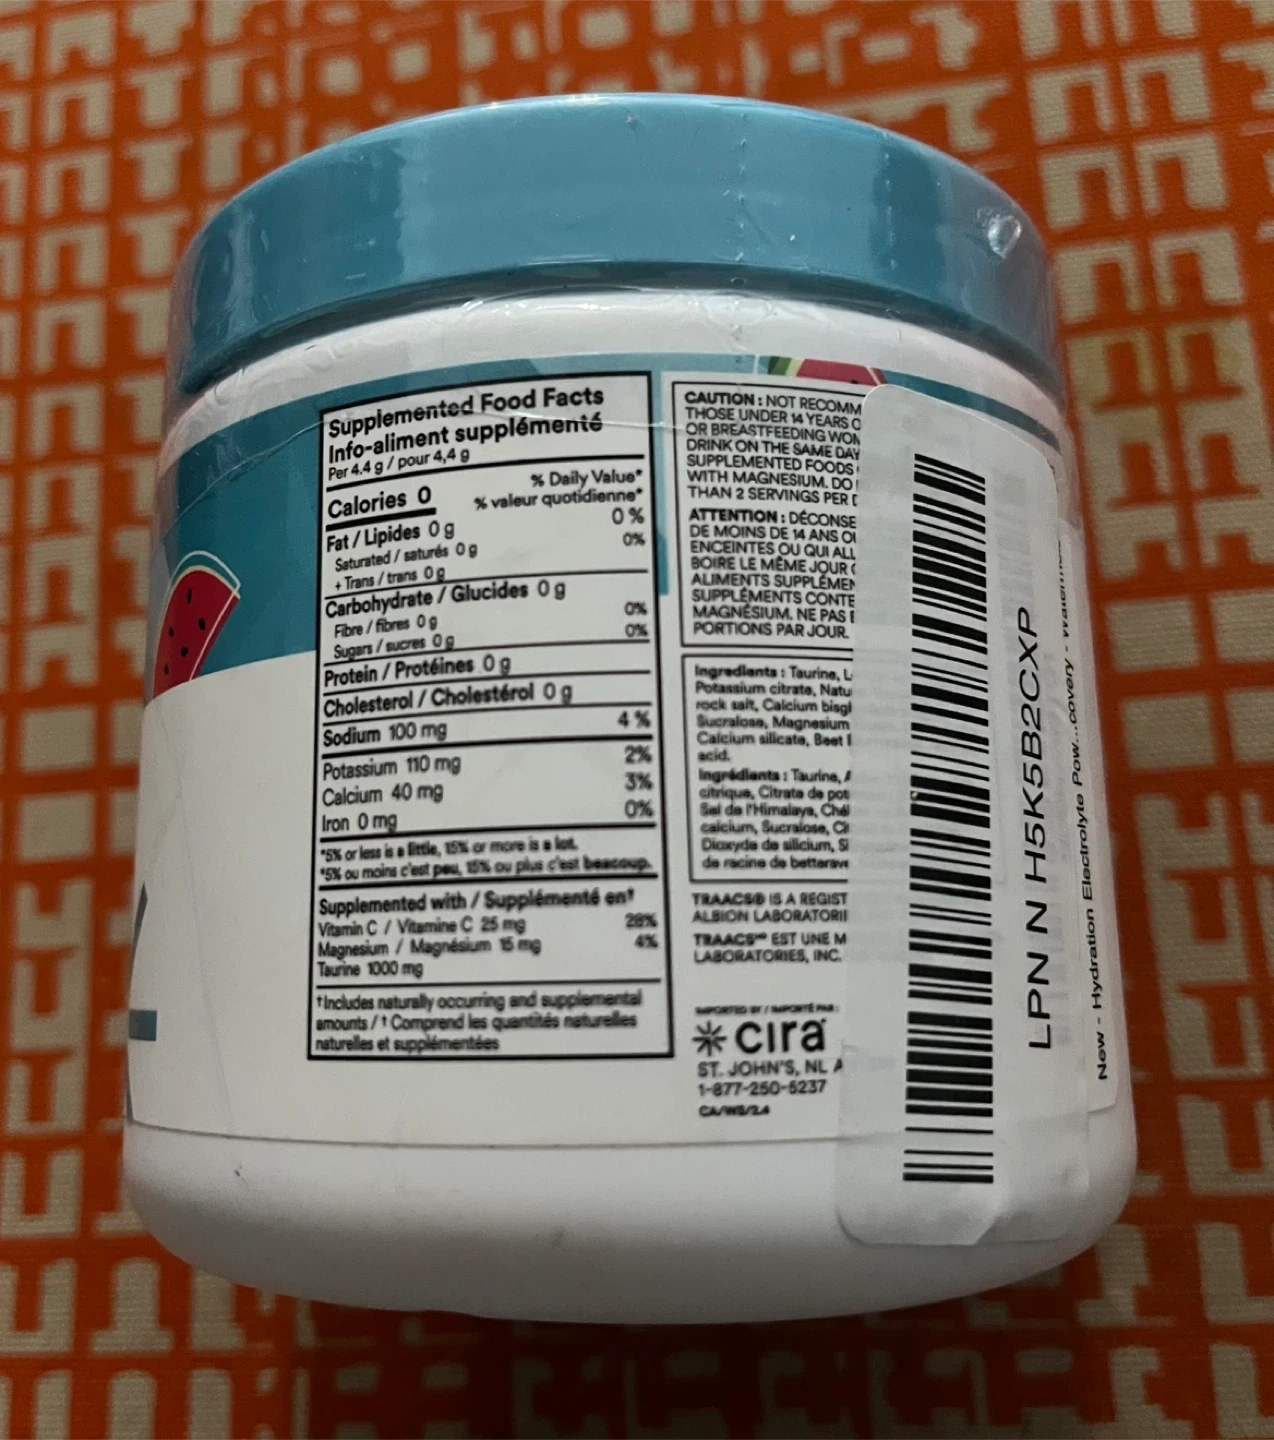 Supplemented Food Facts
Info-aliment supplémenté
Per 4.4 g / pour 4,4 g
% Daily Value*
% valeur quotidienne*
Calories 0
Fat / Lipides 0 g 0 %
Saturated / saturés 0 g 0%
+ Trans / trans 0 g
Carbohydrate / Glucides 0 g
Fibre / fibres 0 g 0%
Sugars / sucres 0 g 0%
Protein / Protéines 0 g
Cholesterol / Cholestérol 0 g
Sodium 100 mg 4 %
Potassium 110 mg 2%
Calcium 40 mg 3%
Iron 0 mg 0%
*5% or less is a little, 15% or more is a lot.
*5% ou moins c'est peu, 15% ou plus c'est beaucoup.
Supplemented with / Supplémenté en†
Vitamin C / Vitamine C 25 mg 28%
Magnesium / Magnésium 15 mg 4%
Taurine 1000 mg
†Includes naturally occurring and supplemental
amounts / † Comprend les quantités naturelles
naturelles et supplémentées
CAUTION : NOT RECOMM
THOSE UNDER 14 YEARS O
OR BREASTFEEDING WOM
DRINK ON THE SAME DAY
SUPPLEMENTED FOODS
WITH MAGNESIUM. DO
THAN 2 SERVINGS PER D
ATTENTION : DÉCONSE
DE MOINS DE 14 ANS OU
ENCEINTES OU QUI ALL
BOIRE LE MÊME JOUR
ALIMENTS SUPPLÉMEN
SUPPLÉMENTS CONTE
MAGNÉSIUM. NE PAS
PORTIONS PAR JOUR.
Ingredients : Taurine, L-
Potassium citrate, Natu
rock salt, Calcium bisgl
Sucralose, Magnesium
Calcium silicate, Beet
acid.
Ingrédients : Taurine, A
citrique, Citrate de pot
Sel de l'Himalaya, Chél
calcium, Sucralose, Ch
Dioxyde de silicium, Si
de racine de betterave
TRAACS® IS A REGIST
ALBION LABORATORI
TRAACS EST UNE M
LABORATORIES, INC.
IMPORTED BY / IMPORTÉ PAR :
cira
ST. JOHN'S, NL A
1-877-250-5237
CA/WS/2.4
LPN N H5K5B2CXP
New - Hydration Electrolyte Pow...covery - Waterme